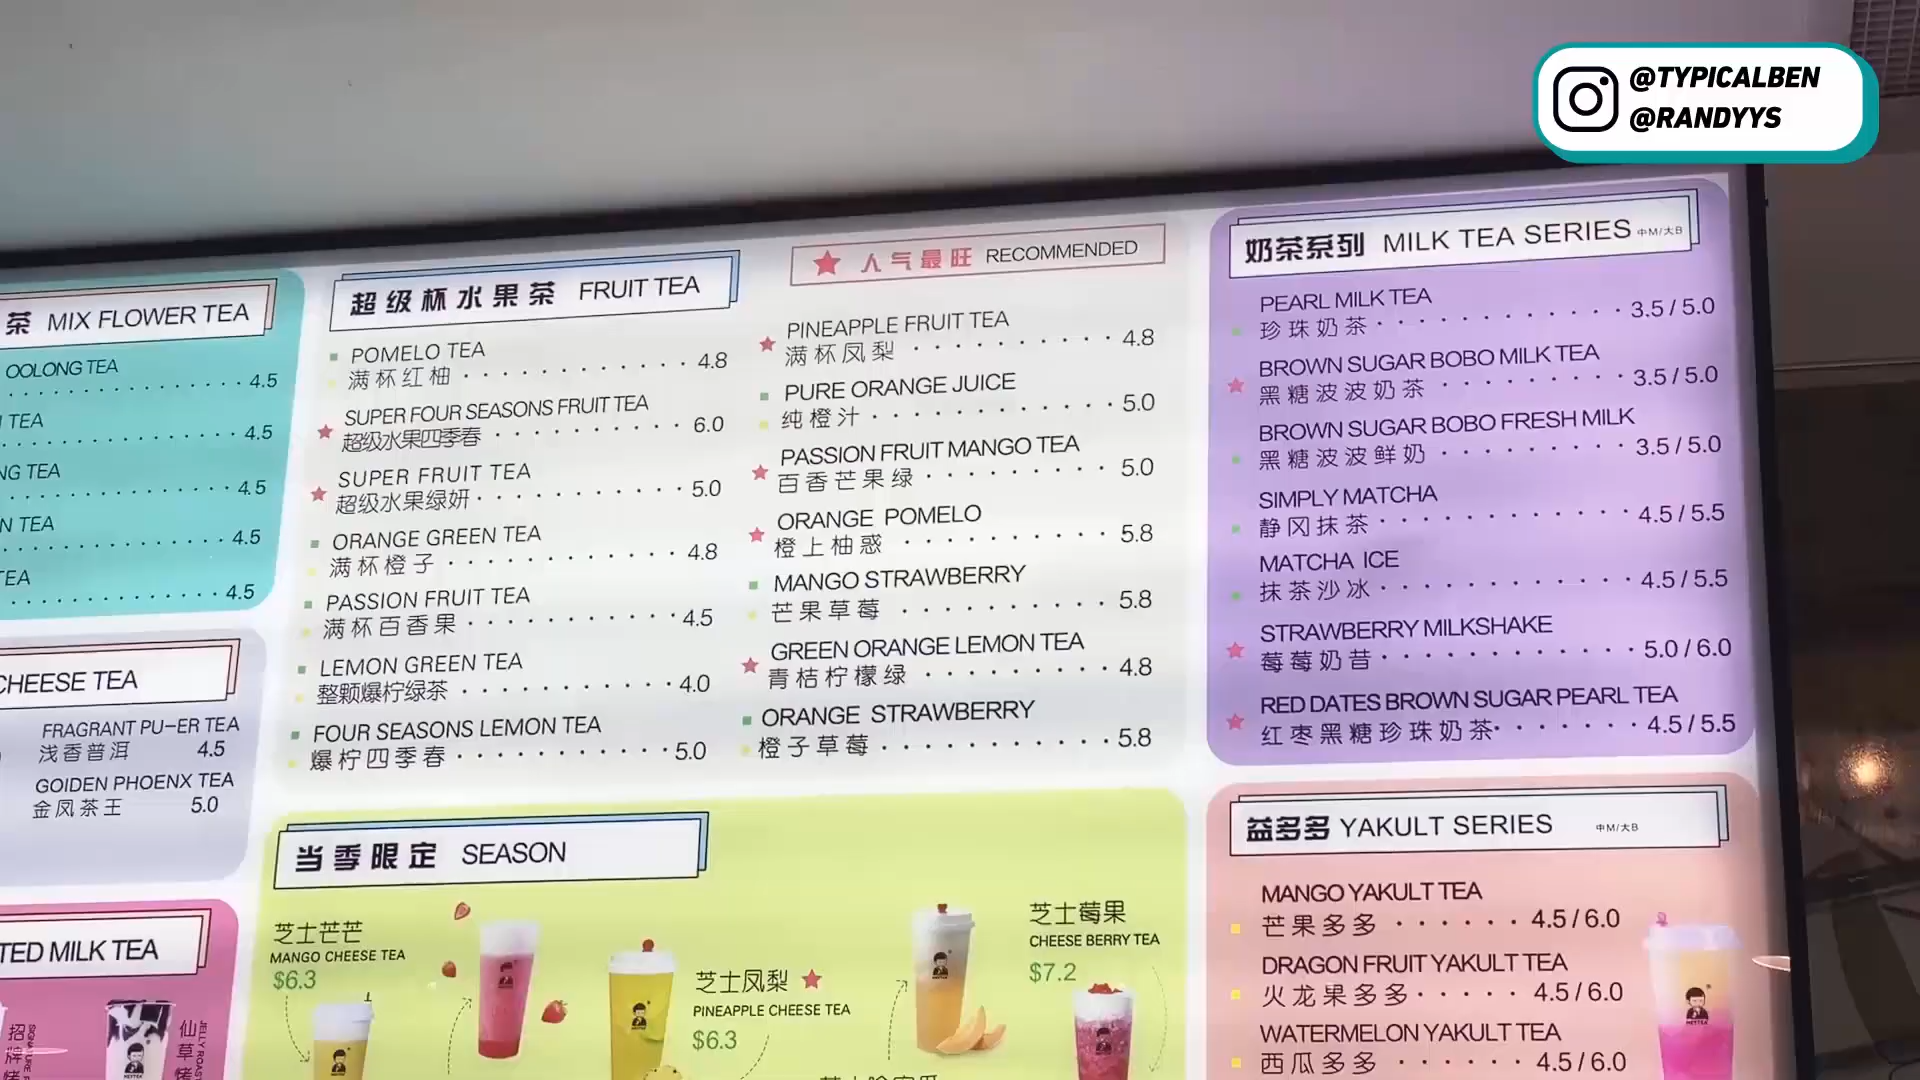 @TYPICALBEN
@RANDYYS
茶 MIX FLOWER TEA
OOLONG TEA
4.5
TEA
4.5
NG TEA
4.5
N TEA
4.5
TEA
4.5
CHEESE TEA
FRAGRANT PU-ER TEA
浅香普洱 4.5
GOIDEN PHOENX TEA
金凤茶王 5.0
TED MILK TEA
招牌烤
仙草烤
超级杯水果茶 FRUIT TEA
POMELO TEA
满杯红柚 4.8
SUPER FOUR SEASONS FRUIT TEA
超级水果四季春 6.0
SUPER FRUIT TEA
超级水果绿妍 5.0
ORANGE GREEN TEA
满杯橙子 4.8
PASSION FRUIT TEA
满杯百香果 4.5
LEMON GREEN TEA
整颗爆柠绿茶 4.0
FOUR SEASONS LEMON TEA
爆柠四季春 5.0
人气最旺 RECOMMENDED
PINEAPPLE FRUIT TEA
满杯凤梨 4.8
PURE ORANGE JUICE
纯橙汁 5.0
PASSION FRUIT MANGO TEA
百香芒果绿 5.0
ORANGE POMELO
橙上柚惑 5.8
MANGO STRAWBERRY
芒果草莓 5.8
GREEN ORANGE LEMON TEA
青桔柠檬绿 4.8
ORANGE STRAWBERRY
橙子草莓 5.8
当季限定 SEASON
芝士芒芒
MANGO CHEESE TEA
$6.3
芝士凤梨
PINEAPPLE CHEESE TEA
$6.3
芝士莓果
CHEESE BERRY TEA
$7.2
奶茶系列 MILK TEA SERIES 中M/大B
PEARL MILK TEA
珍珠奶茶 3.5 / 5.0
BROWN SUGAR BOBO MILK TEA
黑糖波波奶茶 3.5 / 5.0
BROWN SUGAR BOBO FRESH MILK
黑糖波波鲜奶 3.5 / 5.0
SIMPLY MATCHA
静冈抹茶 4.5 / 5.5
MATCHA ICE
抹茶沙冰 4.5 / 5.5
STRAWBERRY MILKSHAKE
莓莓奶昔 5.0 / 6.0
RED DATES BROWN SUGAR PEARL TEA
红枣黑糖珍珠奶茶 4.5 / 5.5
益多多 YAKULT SERIES 中M/大B
MANGO YAKULT TEA
芒果多多 4.5 / 6.0
DRAGON FRUIT YAKULT TEA
火龙果多多 4.5 / 6.0
WATERMELON YAKULT TEA
西瓜多多 4.5 / 6.0